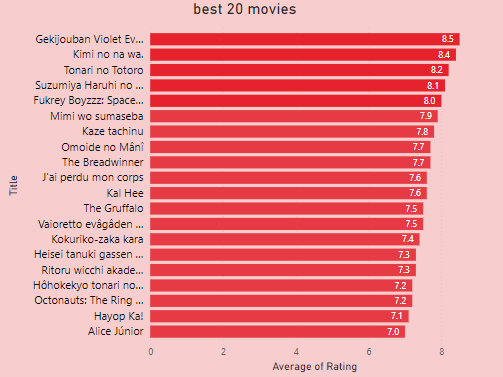 best 20 movies
Gekijouban Violet Ev... 8.5
Kimi no na wa. 8.4
Tonari no Totoro 8.2
Suzumiya Haruhi no ... 8.1
Fukrey Boyzzz: Space... 8.0
Mimi wo sumaseba 7.9
Kaze tachinu 7.8
Omoide no Mânî 7.7
The Breadwinner 7.7
J'ai perdu mon corps 7.6
Kal Hee 7.6
The Gruffalo 7.5
Vaioretto evâgâden ... 7.5
Kokuriko-zaka kara 7.4
Heisei tanuki gassen ... 7.3
Ritoru wicchi akade... 7.3
Hôhokekyo tonari no... 7.2
Octonauts: The Ring ... 7.2
Hayop Ka! 7.1
Alice Júnior 7.0
Title
0 2 4 6 8
Average of Rating